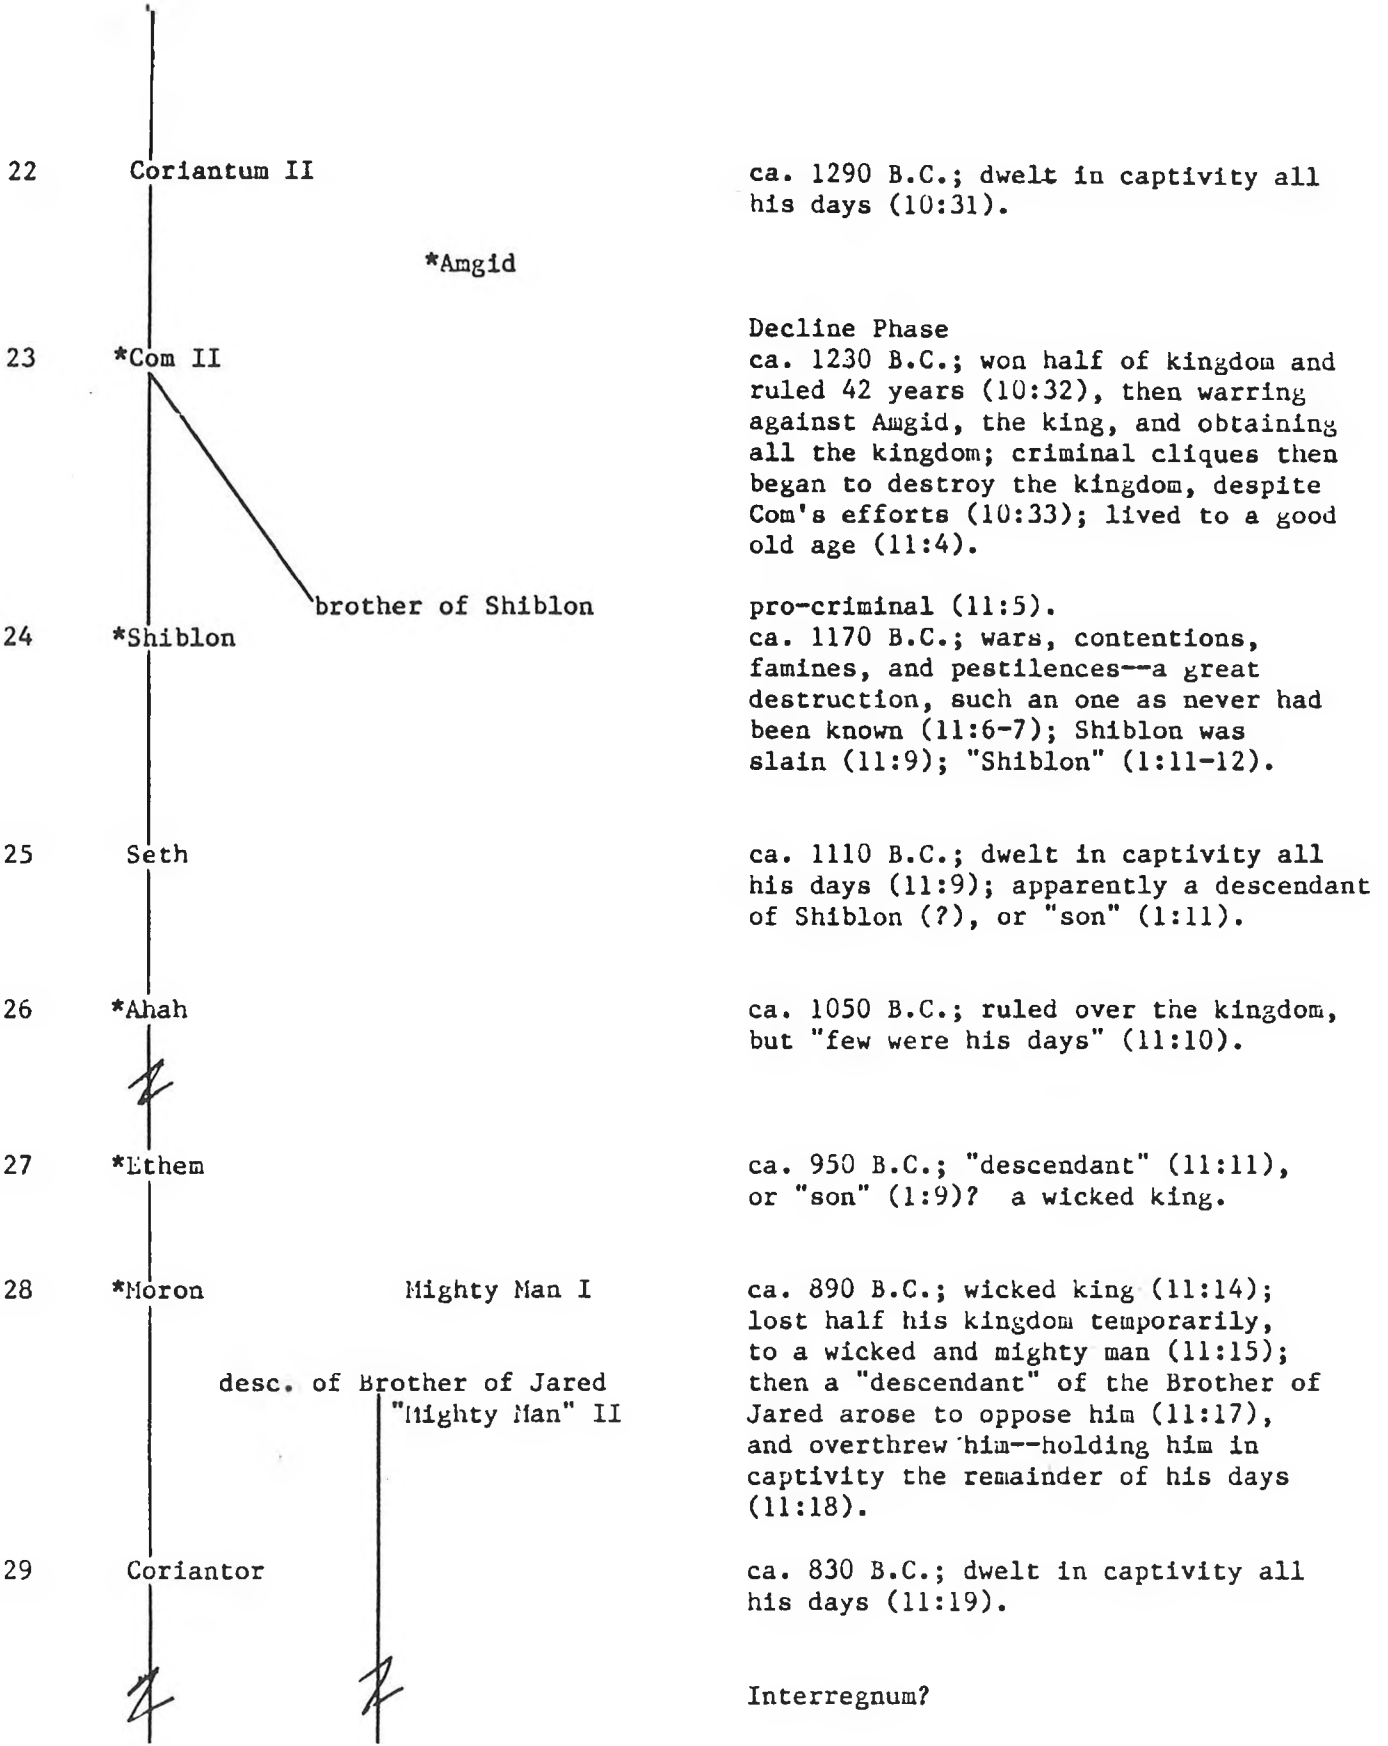 22 Coriantum II ca. 1290 B.C.; dwelt in captivity all
his days (10:31).
*Amgid
Decline Phase
23 *Com II ca. 1230 B.C.; won half of kingdom and
ruled 42 years (10:32), then warring
against Amgid, the king, and obtaining
all the kingdom; criminal cliques then
began to destroy the kingdom, despite
Com's efforts (10:33); lived to a good
old age (11:4).
brother of Shiblon pro-criminal (11:5).
24 *Shiblon ca. 1170 B.C.; wars, contentions,
famines, and pestilences--a great
destruction, such an one as never had
been known (11:6-7); Shiblon was
slain (11:9); "Shiblon" (1:11-12).
25 Seth ca. 1110 B.C.; dwelt in captivity all
his days (11:9); apparently a descendant
of Shiblon (?), or "son" (1:11).
26 *Ahah ca. 1050 B.C.; ruled over the kingdom,
but "few were his days" (11:10).
27 *Ethem ca. 950 B.C.; "descendant" (11:11),
or "son" (1:9)? a wicked king.
28 *Moron Mighty Man I ca. 890 B.C.; wicked king (11:14);
lost half his kingdom temporarily,
to a wicked and mighty man (11:15);
desc. of Brother of Jared then a "descendant" of the Brother of
"Mighty Man" II Jared arose to oppose him (11:17),
and overthrew him--holding him in
captivity the remainder of his days
(11:18).
29 Coriantor ca. 830 B.C.; dwelt in captivity all
his days (11:19).
Interregnum?